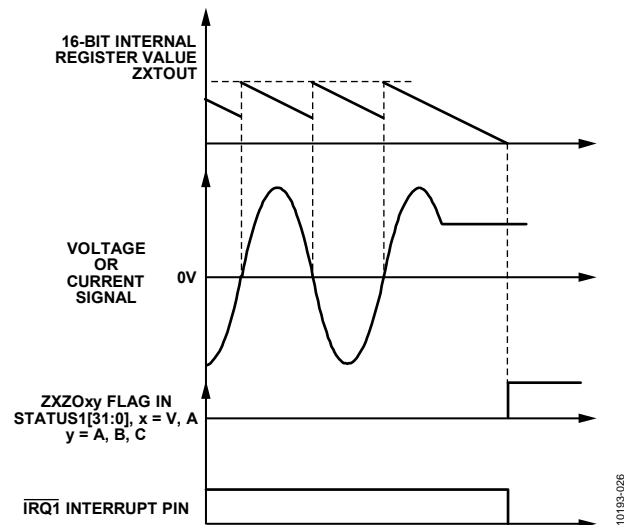 16-BIT INTERNAL
REGISTER VALUE
ZXTOUT
VOLTAGE
OR
CURRENT
SIGNAL
0V
ZXZOxy FLAG IN
STATUS1[31:0], x = V, A
y = A, B, C
IRQ1 INTERRUPT PIN
10193-026